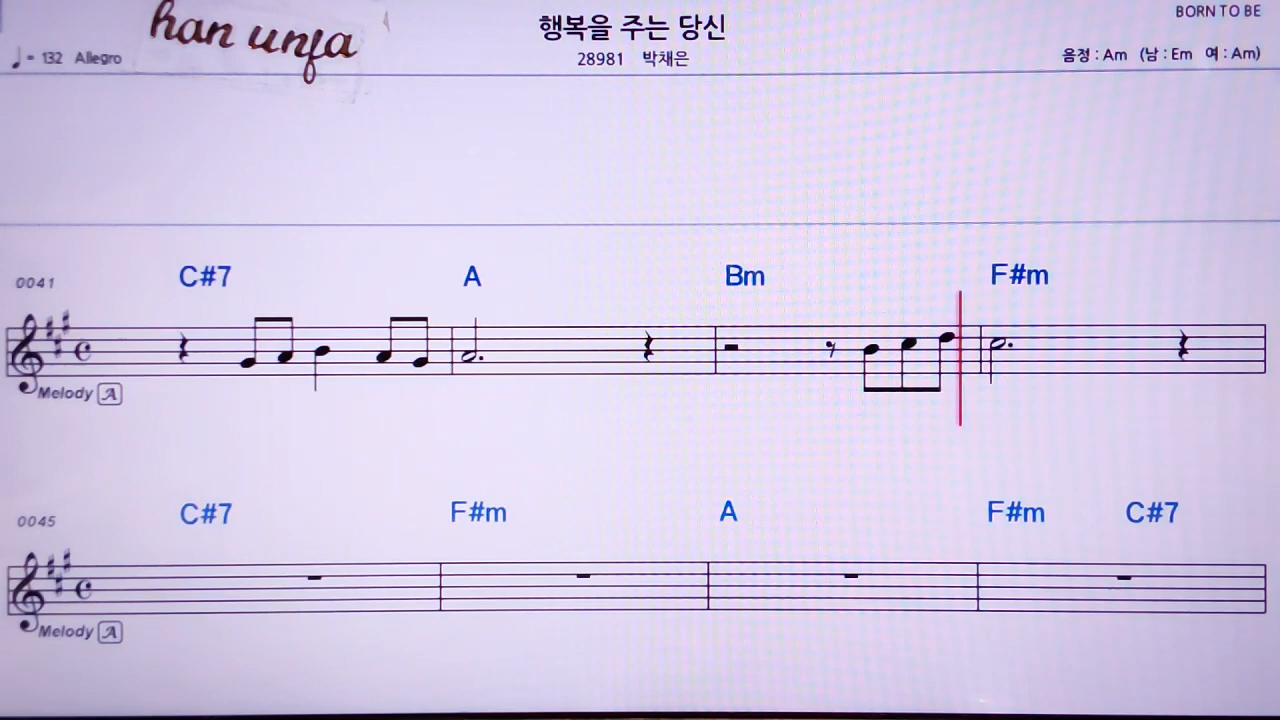 han unja
행복을 주는 당신
BORN TO BE
♩ = 132 Allegro
28981 박채은
음정 : Am (남 : Em 여 : Am)
0041 C#7 A Bm F#m
Melody A
0045 C#7 F#m A F#m C#7
Melody A